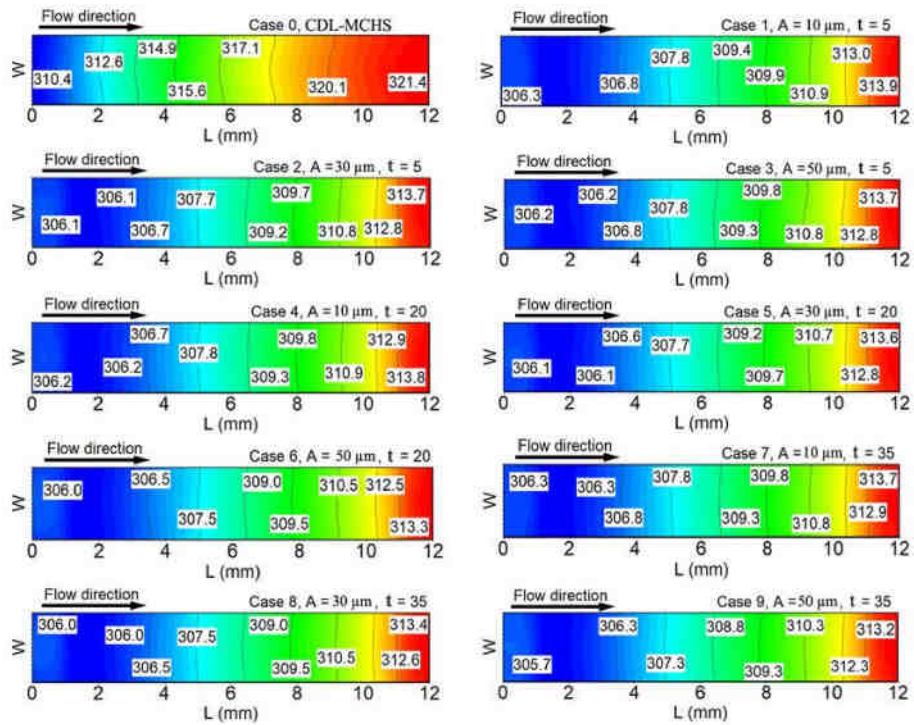 Flow direction Case 0, CDL-MCHS
314.9 317.1
312.6
310.4 315.6 320.1 321.4
W
0 2 4 6 8 10 12
L (mm)
Flow direction Case 1, A = 10 μm, t = 5
309.4 313.0
307.8
306.3 306.8 309.9 310.9 313.9
W
0 2 4 6 8 10 12
L (mm)
Flow direction Case 2, A =30 μm , t = 5
306.1 307.7 309.7 313.7
306.1 306.7 309.2 310.8 312.8
W
0 2 4 6 8 10 12
L (mm)
Flow direction Case 3, A =50 μm, t = 5
306.2 309.8 313.7
306.2 307.8
306.8 309.3 310.8 312.8
W
0 2 4 6 8 10 12
L (mm)
Flow direction Case 4, A =10 μm, t = 20
306.7 309.8 312.9
307.8
306.2 306.2 309.3 310.9 313.8
W
0 2 4 6 8 10 12
L (mm)
Flow direction Case 5, A =30 μm, t = 20
306.6 307.7 309.2 310.7 313.6
306.1 306.1 309.7 312.8
W
0 2 4 6 8 10 12
L (mm)
Flow direction Case 6, A = 50 μm, t = 20
306.0 306.5 309.0 310.5 312.5
307.5 309.5 313.3
W
0 2 4 6 8 10 12
L (mm)
Flow direction Case 7, A =10 μm, t = 35
306.3 306.3 307.8 309.8 313.7
306.8 309.3 310.8 312.9
W
0 2 4 6 8 10 12
L (mm)
Flow direction Case 8, A = 30 μm, t = 35
306.0 306.0 307.5 309.0 313.4
306.5 309.5 310.5 312.6
W
0 2 4 6 8 10 12
L (mm)
Flow direction Case 9, A =50 μm, t = 35
306.3 308.8 310.3 313.2
305.7 307.3 309.3 312.3
W
0 2 4 6 8 10 12
L (mm)